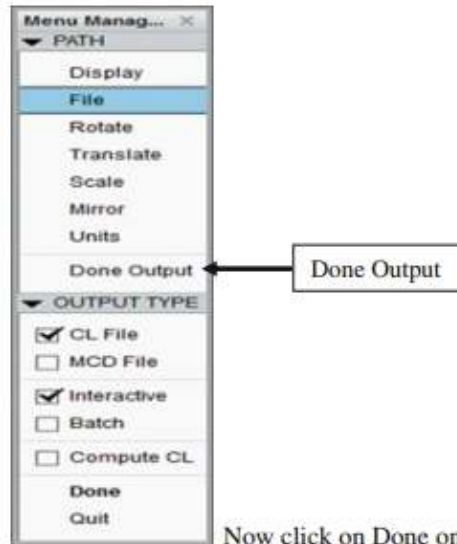 Menu Manag...
PATH
Display
File
Rotate
Translate
Scale
Mirror
Units
Done Output
Done Output
OUTPUT TYPE
CL File
MCD File
Interactive
Batch
Compute CL
Done
Quit
Now click on Done on